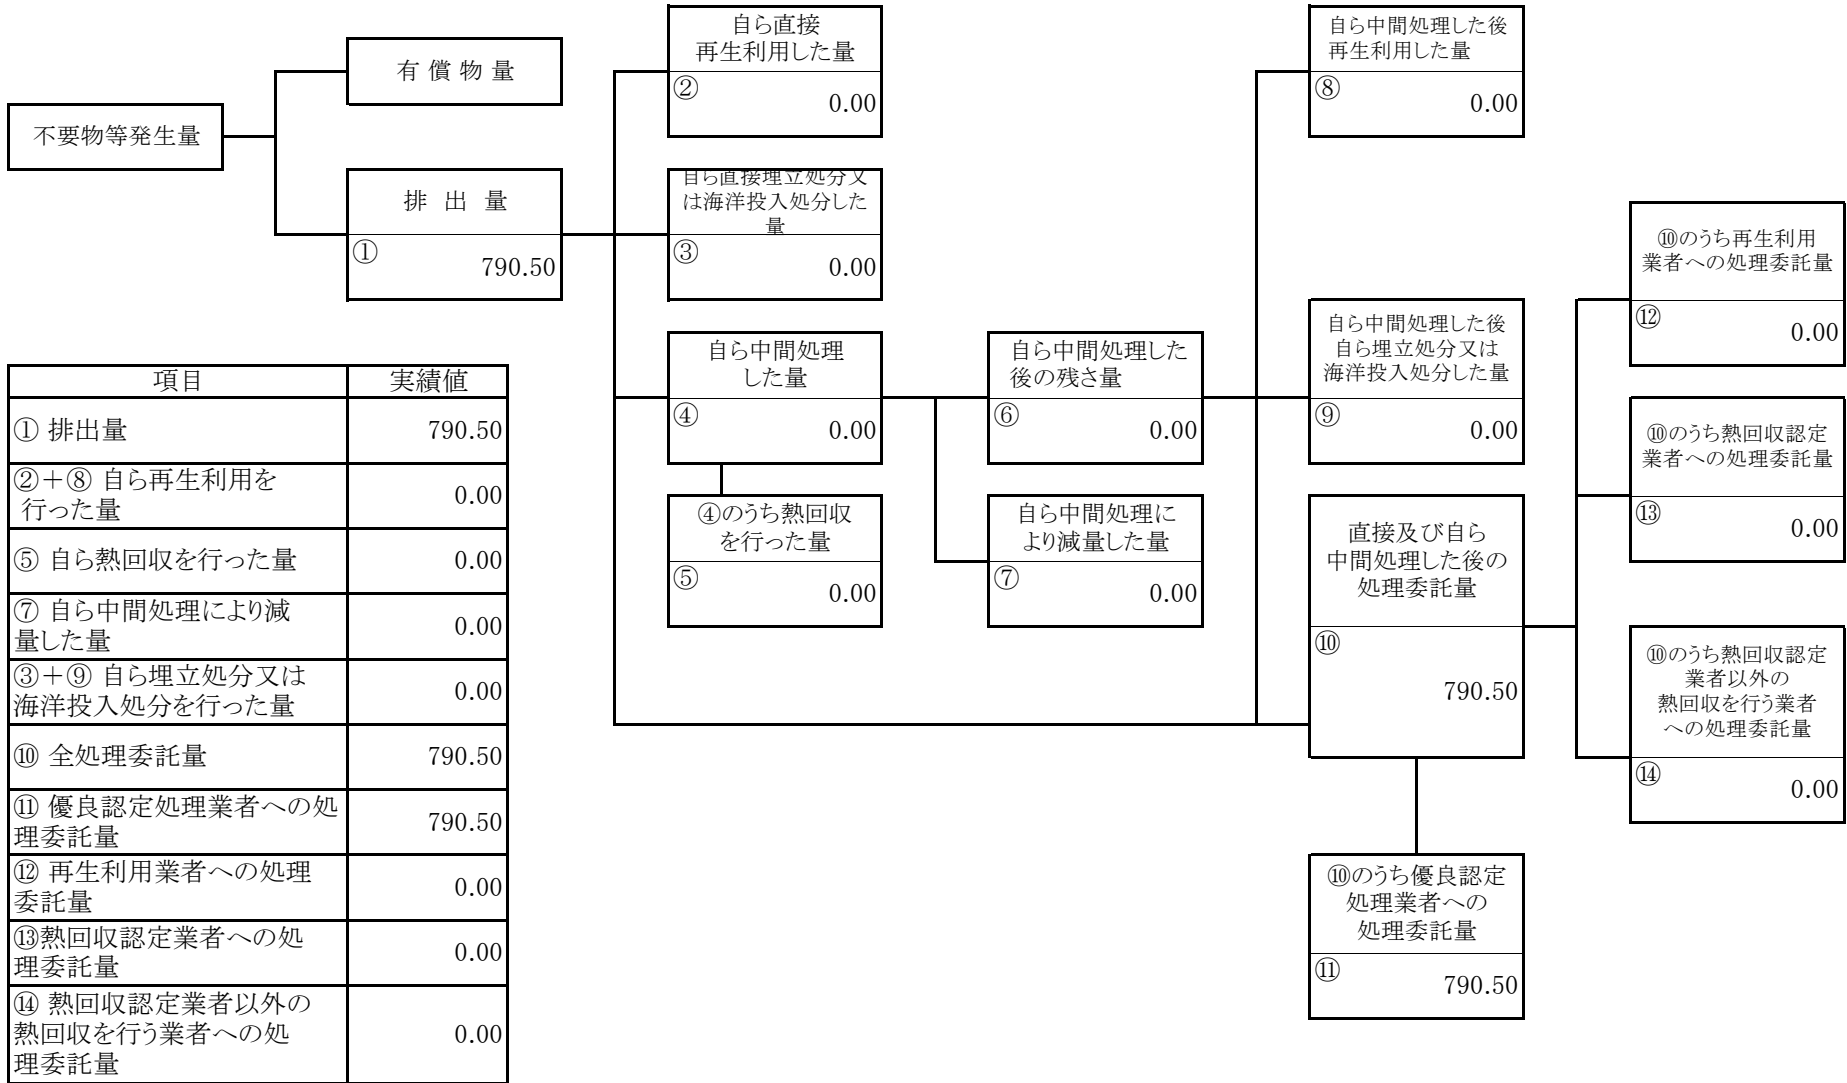 不要物等発生量
有 償 物 量
排 出 量
①
790.50
自ら直接
再生利用した量
②
0.00
自ら直接埋立処分又
は海洋投入処分した
量
③
0.00
自ら中間処理
した量
④
0.00
④のうち熱回収
を行った量
⑤
0.00
自ら中間処理した
後の残さ量
⑥
0.00
自ら中間処理に
より減量した量
⑦
0.00
自ら中間処理した後
再生利用した量
⑧
0.00
自ら中間処理した後
自ら埋立処分又は
海洋投入処分した量
⑨
0.00
直接及び自ら
中間処理した後の
処理委託量
⑩
790.50
⑩のうち優良認定
処理業者への
処理委託量
⑪
790.50
⑩のうち再生利用
業者への処理委託量
⑫
0.00
⑩のうち熱回収認定
業者への処理委託量
⑬
0.00
⑩のうち熱回収認定
業者以外の
熱回収を行う業者
への処理委託量
⑭
0.00
項目 実績値
① 排出量 790.50
②＋⑧ 自ら再生利用を
行った量 0.00
⑤ 自ら熱回収を行った量 0.00
⑦ 自ら中間処理により減
量した量 0.00
③＋⑨ 自ら埋立処分又は
海洋投入処分を行った量 0.00
⑩ 全処理委託量 790.50
⑪ 優良認定処理業者への処
理委託量 790.50
⑫ 再生利用業者への処理
委託量 0.00
⑬熱回収認定業者への処
理委託量 0.00
⑭ 熱回収認定業者以外の
熱回収を行う業者への処
理委託量 0.00